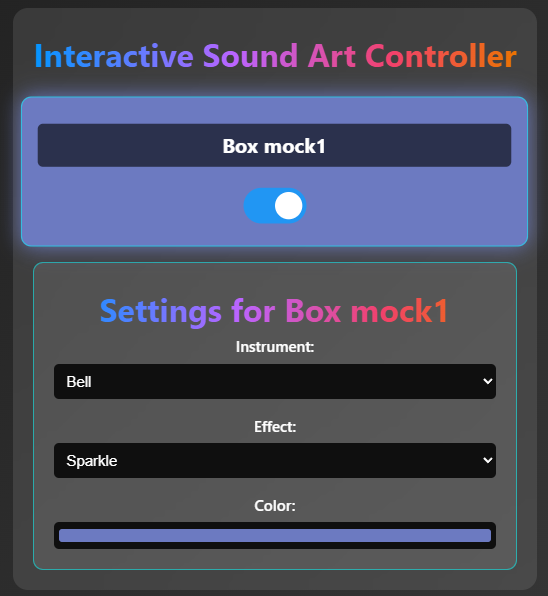 Interactive Sound Art Controller
Box mock1
Settings for Box mock1
Instrument:
Bell
Effect:
Sparkle
Color: